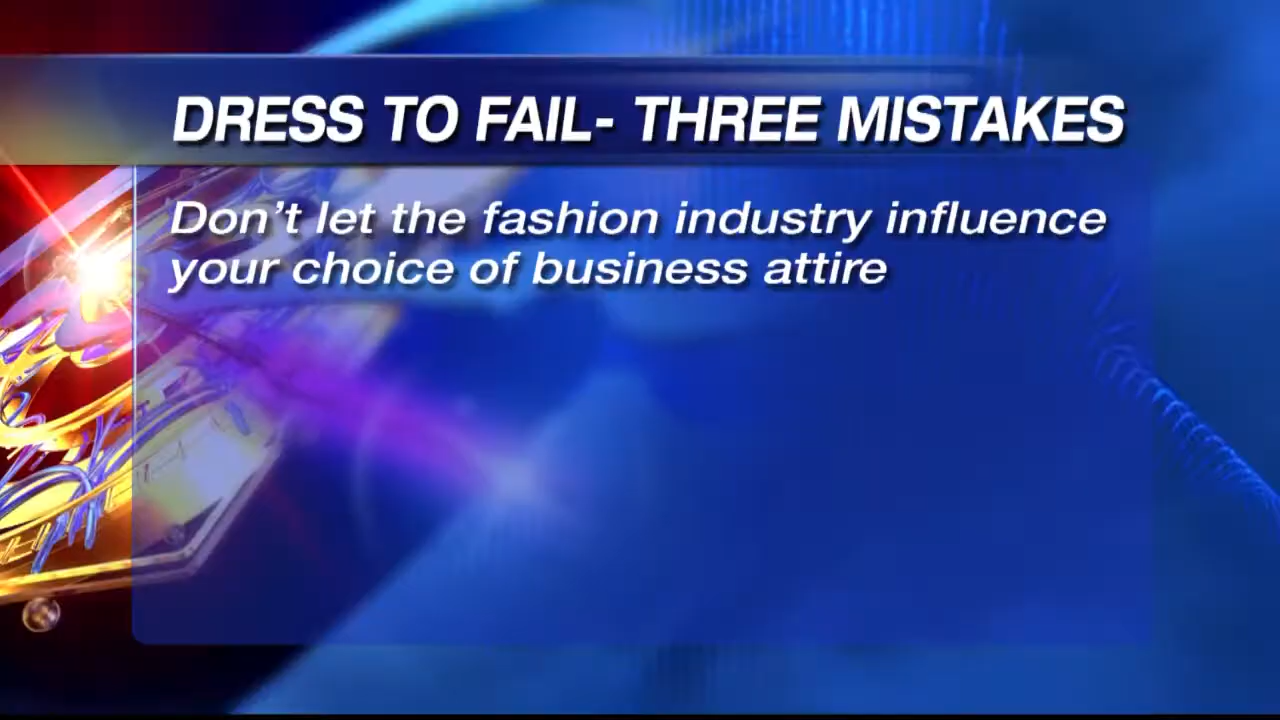 DRESS TO FAIL- THREE MISTAKES
Don't let the fashion industry influence
your choice of business attire